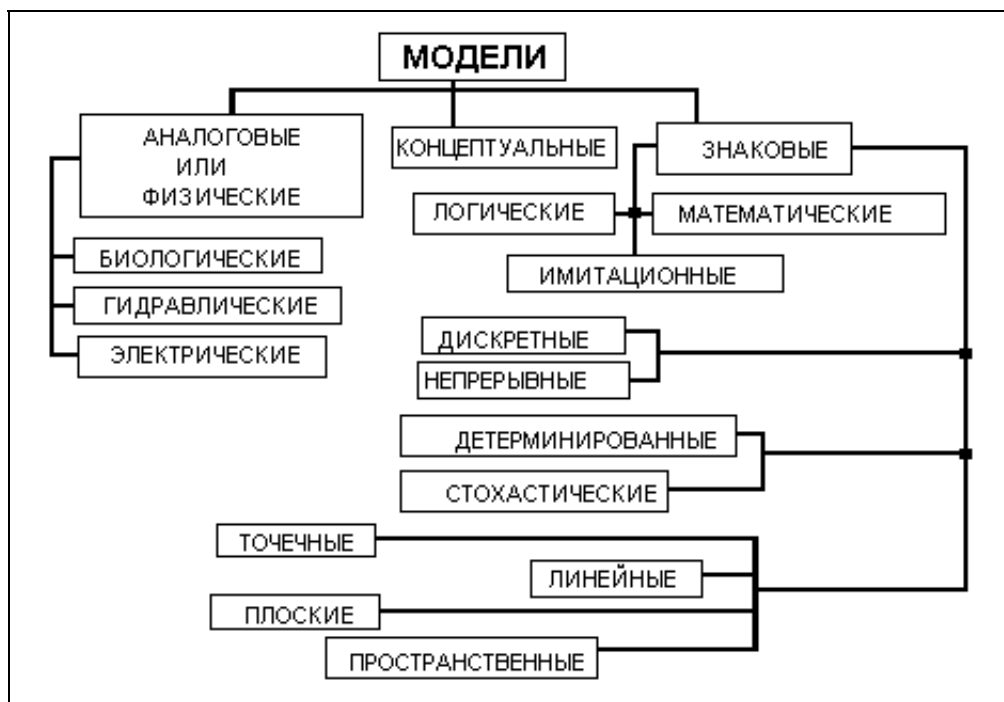 МОДЕЛИ
АНАЛОГОВЫЕ
ИЛИ
ФИЗИЧЕСКИЕ
КОНЦЕПТУАЛЬНЫЕ
ЗНАКОВЫЕ
ЛОГИЧЕСКИЕ
МАТЕМАТИЧЕСКИЕ
БИОЛОГИЧЕСКИЕ
ИМИТАЦИОННЫЕ
ГИДРАВЛИЧЕСКИЕ
ЭЛЕКТРИЧЕСКИЕ
ДИСКРЕТНЫЕ
НЕПРЕРЫВНЫЕ
ДЕТЕРМИНИРОВАННЫЕ
СТОХАСТИЧЕСКИЕ
ТОЧЕЧНЫЕ
ЛИНЕЙНЫЕ
ПЛОСКИЕ
ПРОСТРАНСТВЕННЫЕ